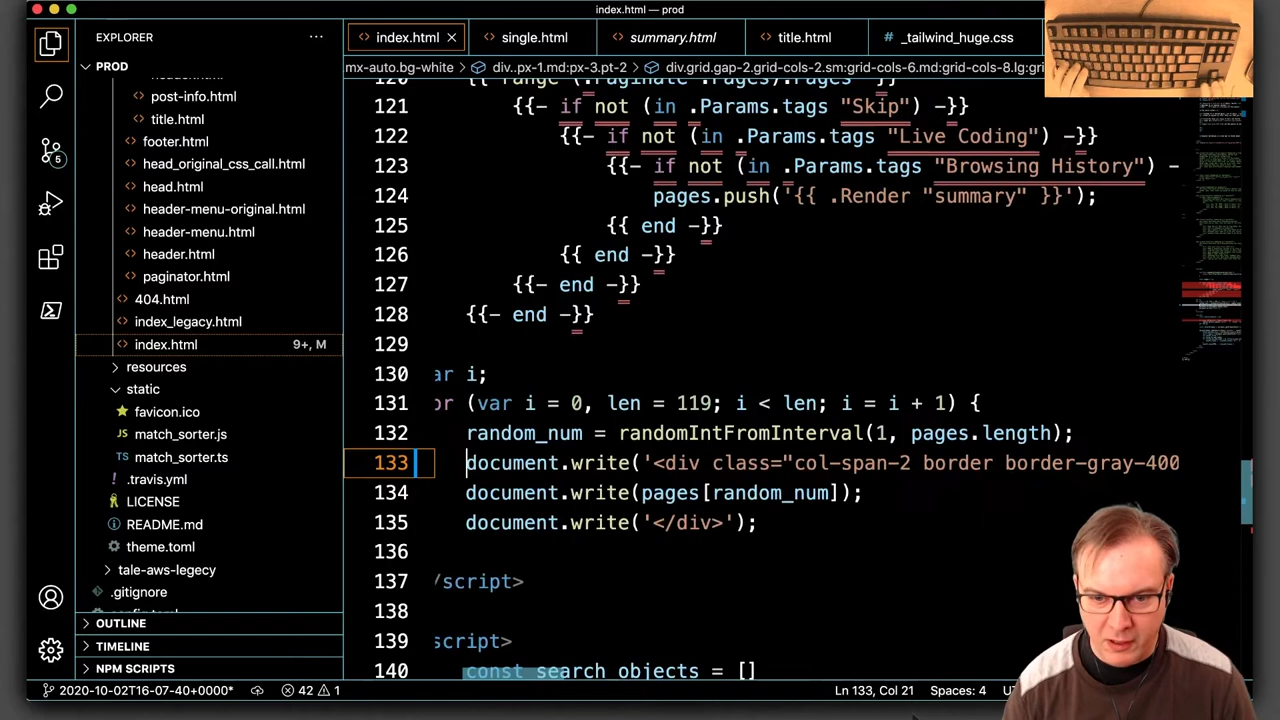 index.html — prod
EXPLORER
PROD
post-info.html
title.html
footer.html
head_original_css_call.html
head.html
header-menu-original.html
header-menu.html
header.html
paginator.html
404.html
index_legacy.html
index.html 9+, M
resources
static
favicon.ico
match_sorter.js
match_sorter.ts
.travis.yml
LICENSE
README.md
theme.toml
tale-aws-legacy
.gitignore
OUTLINE
TIMELINE
NPM SCRIPTS
5
index.html
single.html
summary.html
title.html
# _tailwind_huge.css
mx-auto.bg-white > div.px-1.md:px-3.pt-2 > div.grid.gap-2.grid-cols-2.sm:grid-cols-6.md:grid-cols-8.lg:gr
121 {{- if not (in .Params.tags "Skip") -}}
122 {{- if not (in .Params.tags "Live Coding") -}}
123 {{- if not (in .Params.tags "Browsing History") -
124 pages.push('{{ .Render "summary" }}');
125 {{ end -}}
126 {{ end -}}
127 {{- end -}}
128 {{- end -}}
129
130 ar i;
131 or (var i = 0, len = 119; i < len; i = i + 1) {
132 random_num = randomIntFromInterval(1, pages.length);
133 document.write('<div class="col-span-2 border border-gray-400
134 document.write(pages[random_num]);
135 document.write('</div>');
136
137 /script>
138
139 script>
140 const search_objects = []
2020-10-02T16-07-40+0000* 42 1
Ln 133, Col 21 Spaces: 4